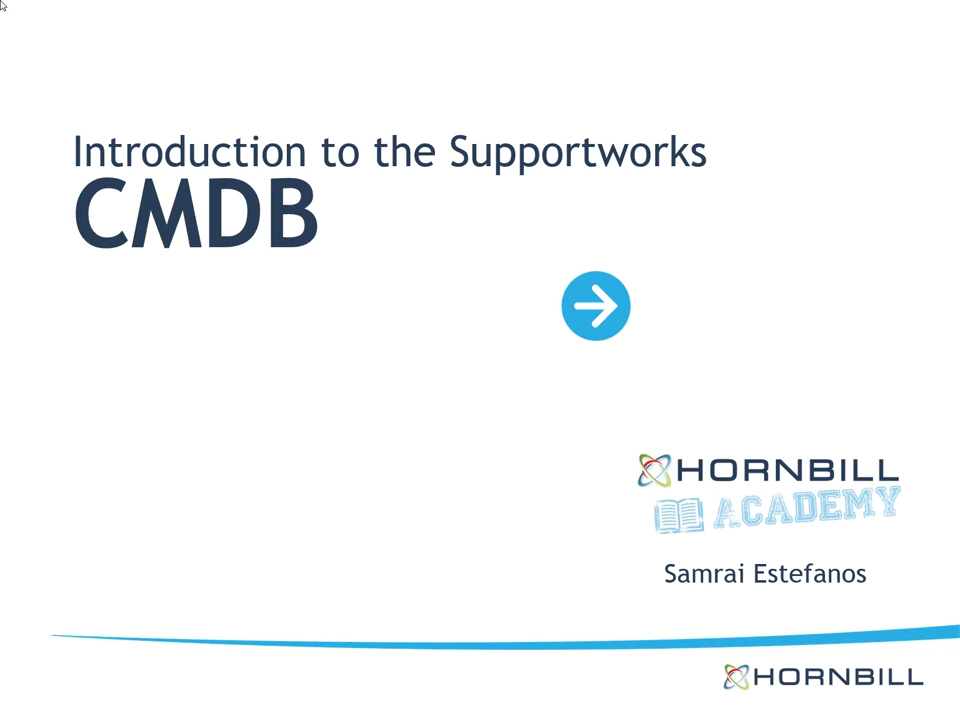 Introduction to the Supportworks
CMDB
HORNBILL
ACADEMY
Samrai Estefanos
HORNBILL